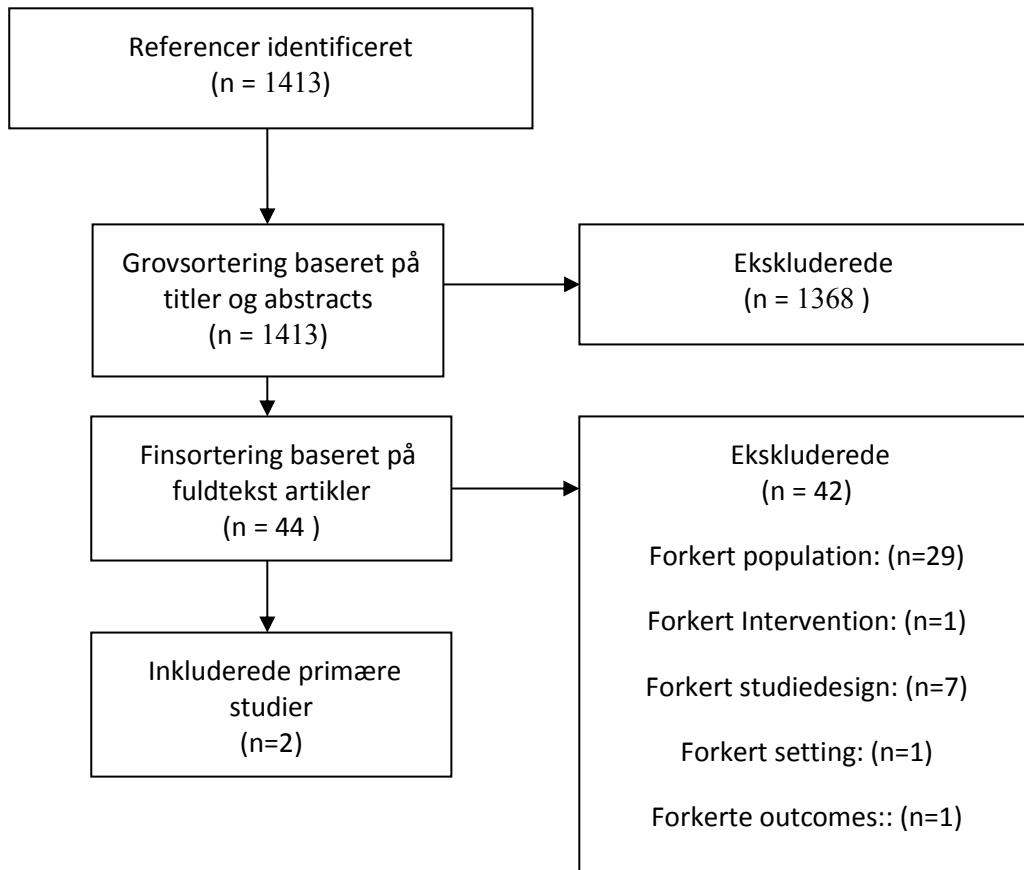 Referencer identificeret
(n = 1413)
Grovsortering baseret på
titler og abstracts
(n = 1413)
Ekskluderede
(n = 1368 )
Finsortering baseret på
fuldtekst artikler
(n = 44 )
Ekskluderede
(n = 42)
Forkert population: (n=29)
Forkert Intervention: (n=1)
Forkert studiedesign: (n=7)
Forkert setting: (n=1)
Forkerte outcomes:: (n=1)
Inkluderede primære
studier
(n=2)